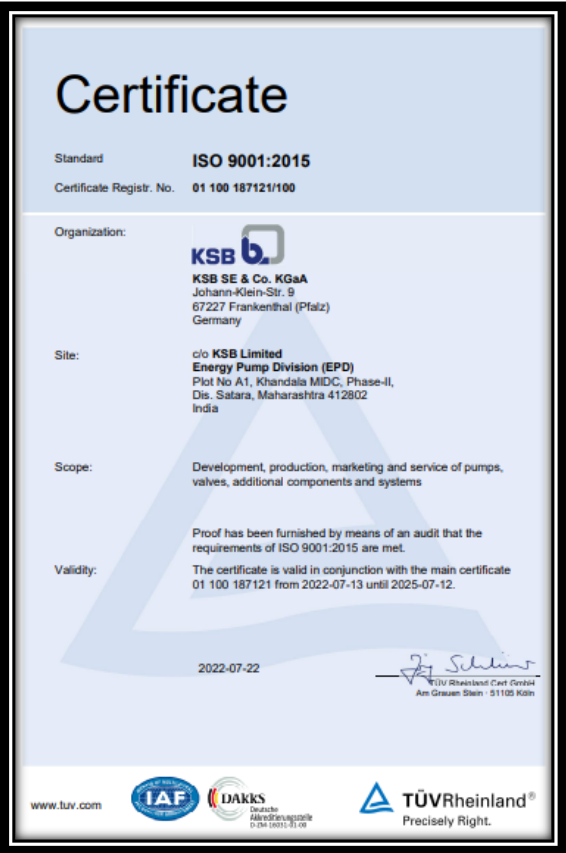 Certificate
Standard ISO 9001:2015
Certificate Registr. No. 01 100 187121/100
Organization:
KSB b.
KSB SE & Co. KGaA
Johann-Klein-Str. 9
67227 Frankenthal (Pfalz)
Germany
Site: c/o KSB Limited
Energy Pump Division (EPD)
Plot No A1, Khandala MIDC, Phase-II,
Dis. Satara, Maharashtra 412802
India
Scope: Development, production, marketing and service of pumps,
valves, additional components and systems
Proof has been furnished by means of an audit that the
requirements of ISO 9001:2015 are met.
Validity: The certificate is valid in conjunction with the main certificate
01 100 187121 from 2022-07-13 until 2025-07-12.
2022-07-22
TÜV Rheinland Cert GmbH
Am Grauen Stein · 51105 Köln
www.tuv.com
IAF
DAkkS
Deutsche
Akkreditierungsstelle
D-ZM-16031-01-00
TÜVRheinland®
Precisely Right.